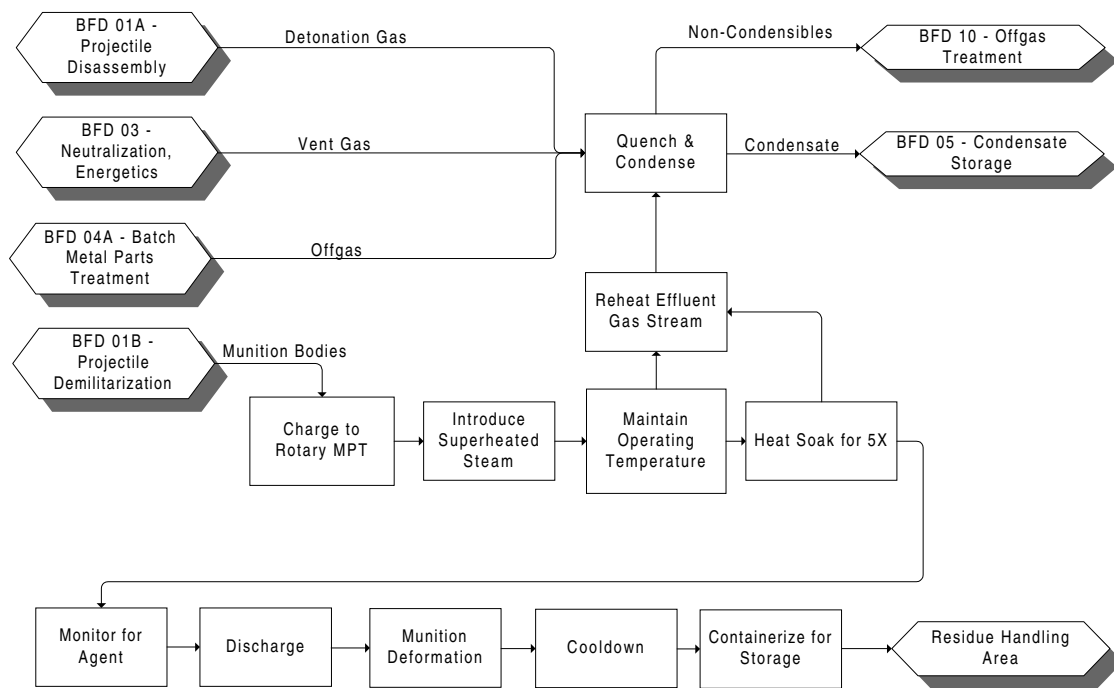 BFD 01A -
Projectile
Disassembly
Detonation Gas
Non-Condensibles
BFD 10 - Offgas
Treatment
BFD 03 -
Neutralization,
Energetics
Vent Gas
Quench &
Condense
Condensate
BFD 05 - Condensate
Storage
BFD 04A - Batch
Metal Parts
Treatment
Offgas
Reheat Effluent
Gas Stream
BFD 01B -
Projectile
Demilitarization
Munition Bodies
Charge to
Rotary MPT
Introduce
Superheated
Steam
Maintain
Operating
Temperature
Heat Soak for 5X
Monitor for
Agent
Discharge
Munition
Deformation
Cooldown
Containerize for
Storage
Residue Handling
Area